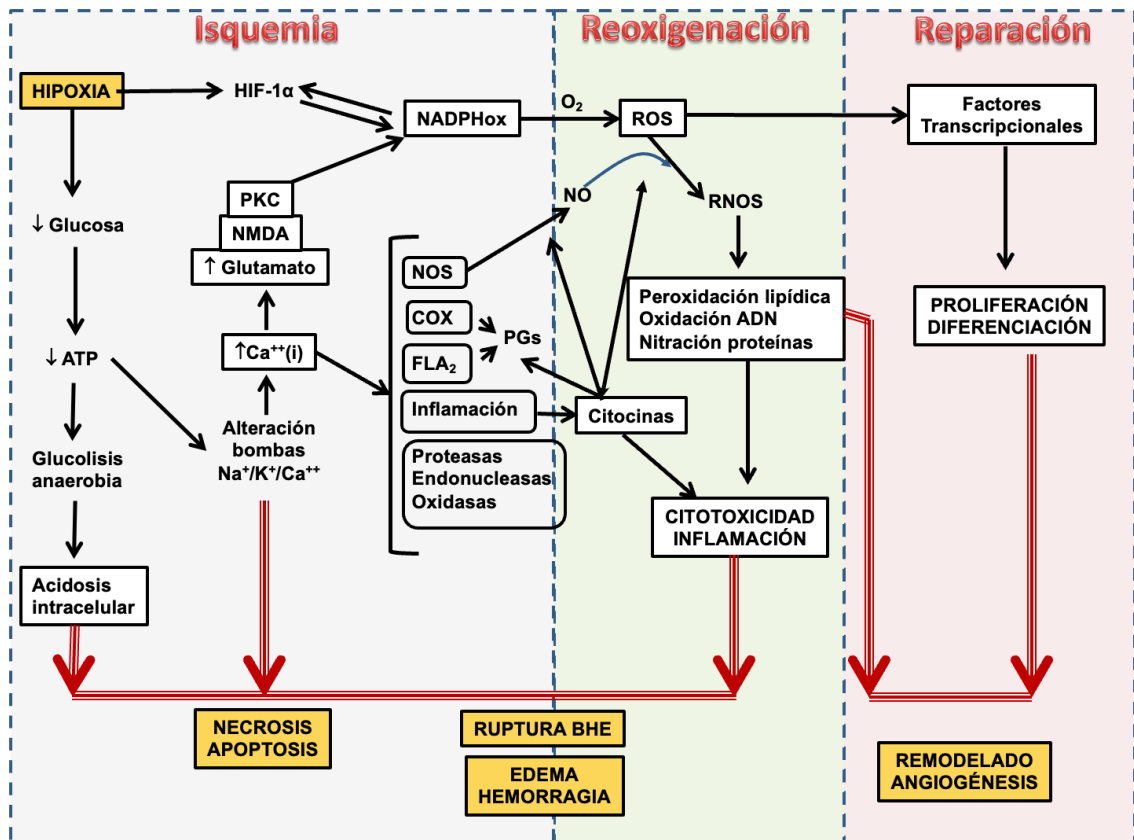 Isquemia
Reoxigenación
Reparación
HIPOXIA
HIF-1α
NADPHox
O₂
ROS
Factores
Transcripcionales
PKC
NMDA
↑ Glutamato
↓ Glucosa
NO
RNOS
NOS
COX
PGs
FLA₂
Peroxidación lipídica
Oxidación ADN
Nitración proteínas
PROLIFERACIÓN
DIFERENCIACIÓN
↓ ATP
↑Ca⁺⁺(i)
Inflamación
Citocinas
Alteración
bombas
Na⁺/K⁺/Ca⁺⁺
Glucolisis
anaerobia
Proteasas
Endonucleasas
Oxidasas
CITOTOXICIDAD
INFLAMACIÓN
Acidosis
intracelular
NECROSIS
APOPTOSIS
RUPTURA BHE
EDEMA
HEMORRAGIA
REMODELADO
ANGIOGÉNESIS